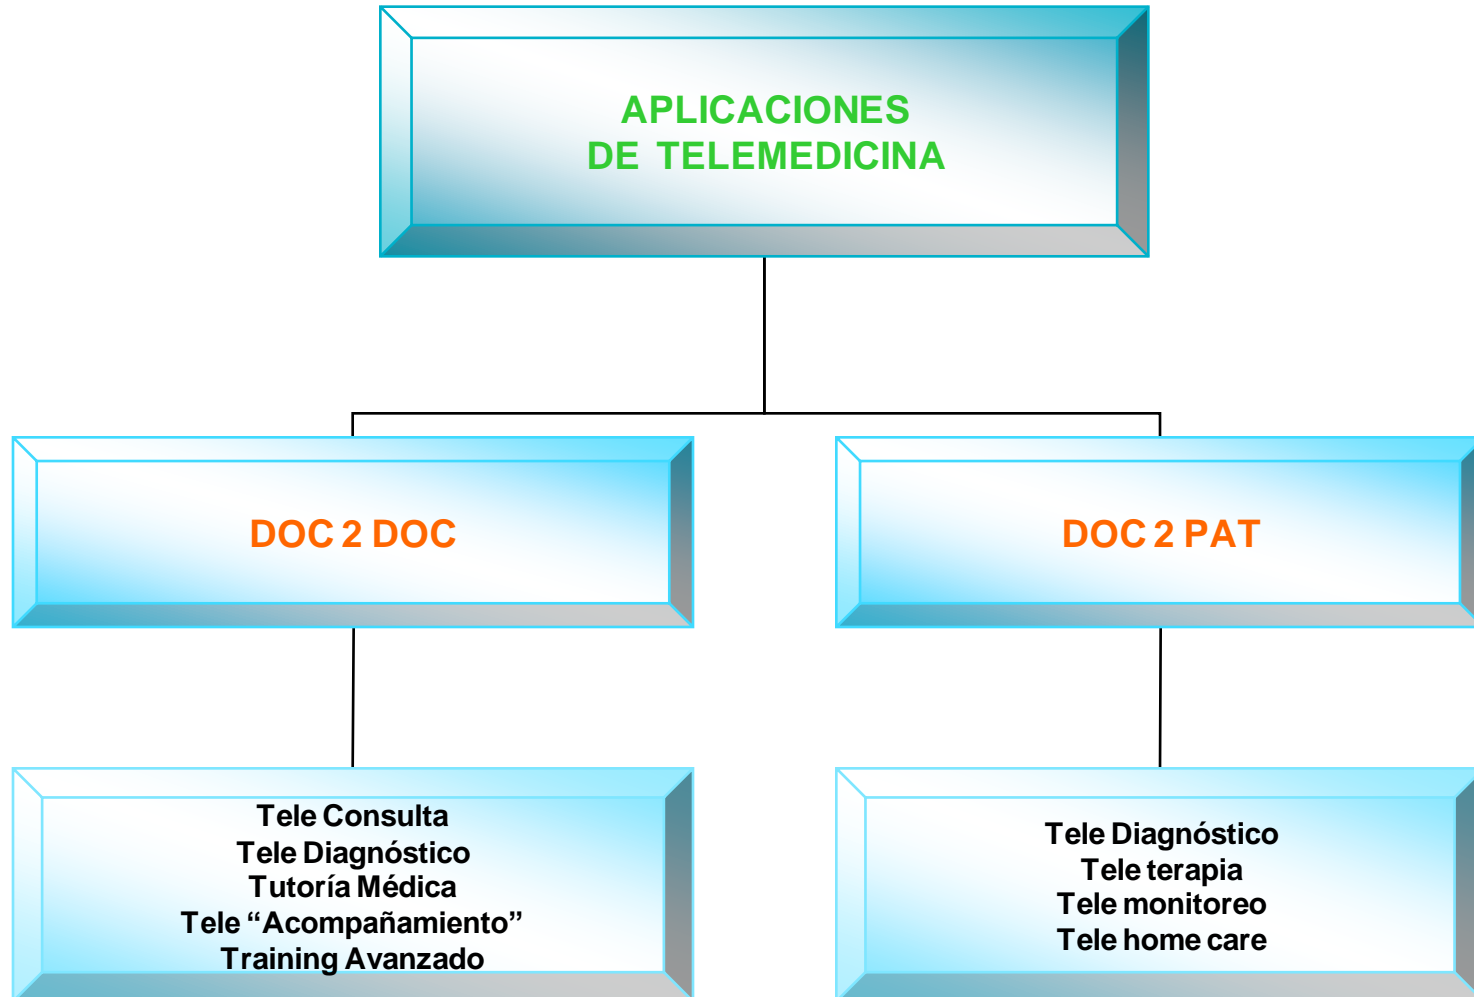 APLICACIONES
DE TELEMEDICINA
DOC 2 DOC
DOC 2 PAT
Tele Consulta
Tele Diagnóstico
Tutoría Médica
Tele “Acompañamiento”
Training Avanzado
Tele Diagnóstico
Tele terapia
Tele monitoreo
Tele home care